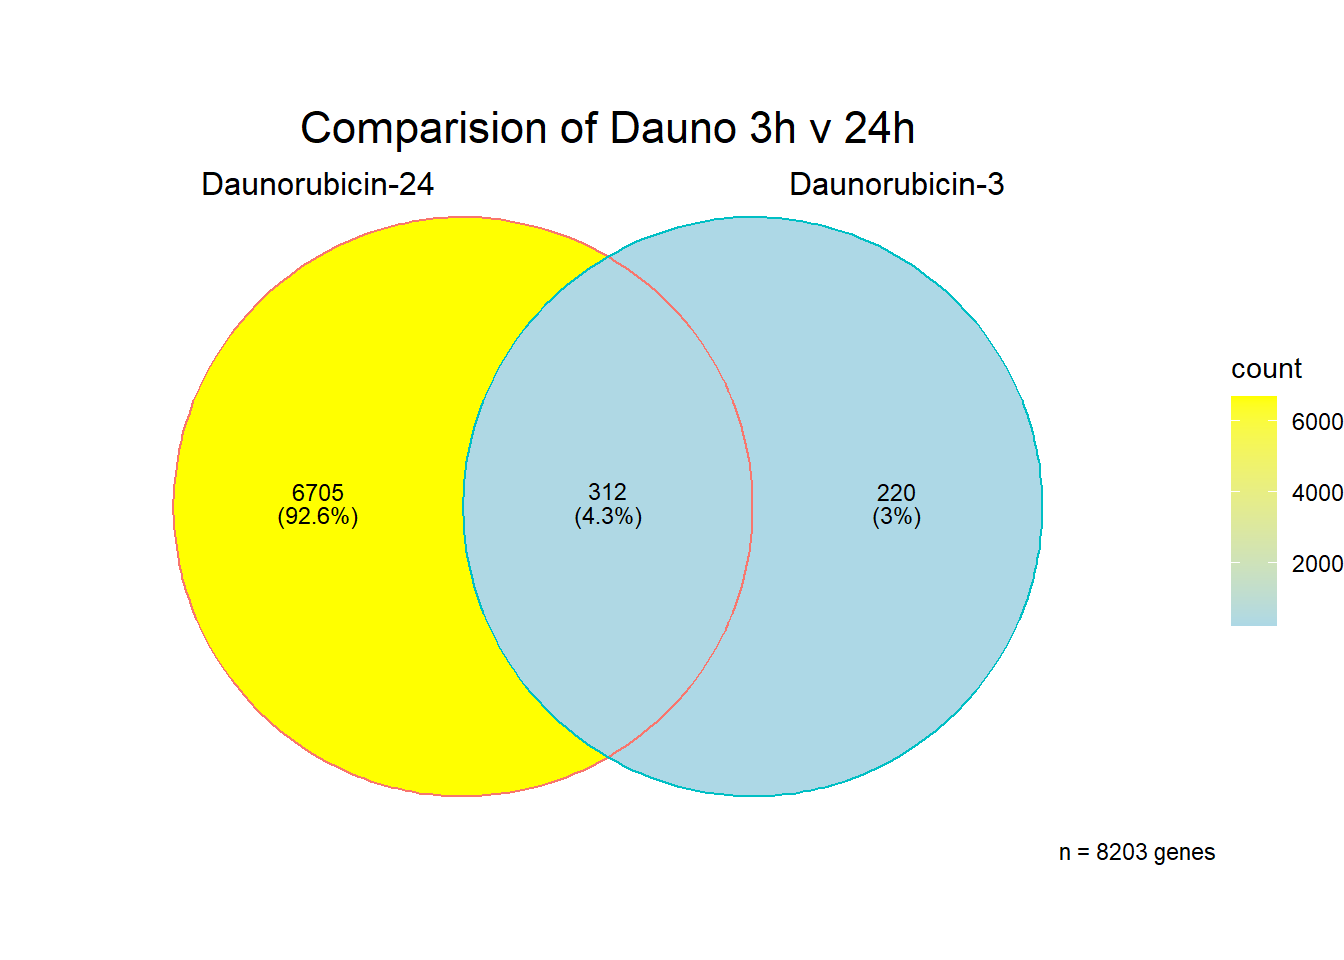 Comparision of Dauno 3h v 24h
Daunorubicin-24
Daunorubicin-3
6705
(92.6%)
312
(4.3%)
220
(3%)
count
6000
4000
2000
n = 8203 genes